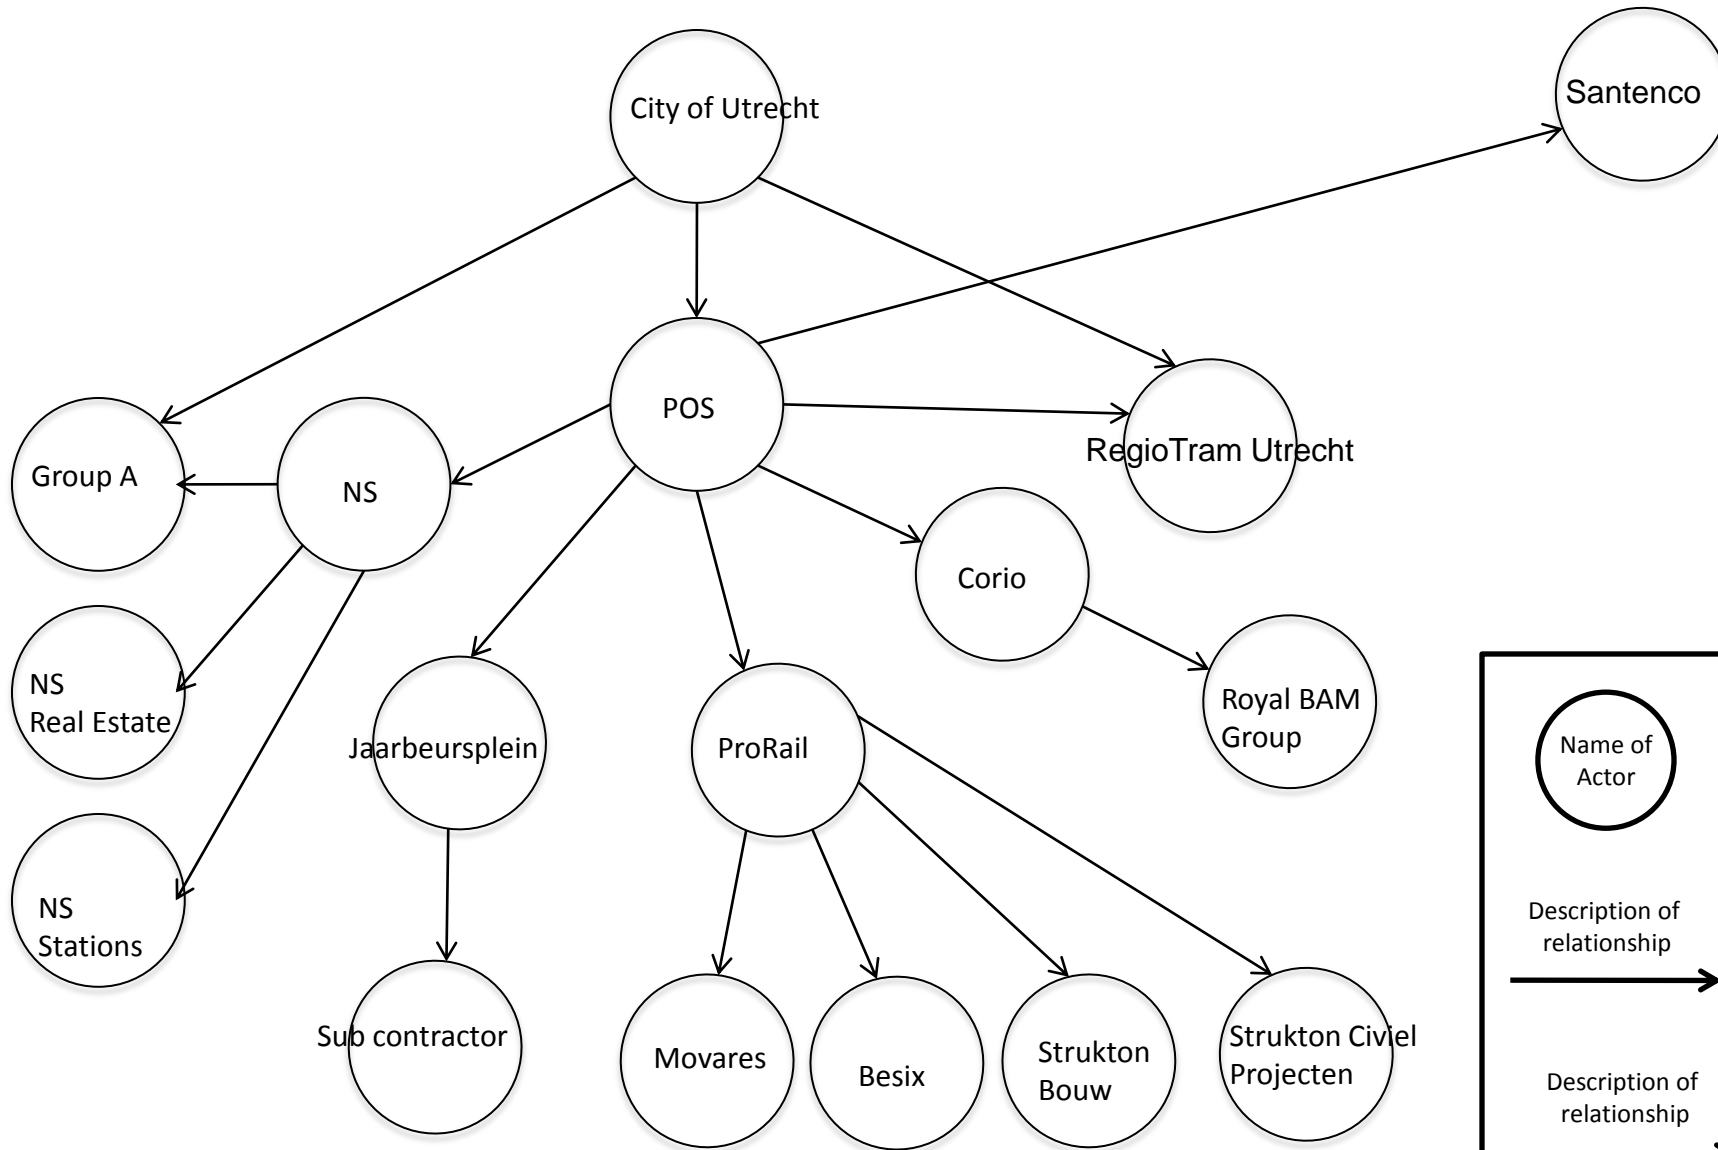 City of Utrecht
Santenco
POS
RegioTram Utrecht
Group A
NS
Corio
NS
Real Estate
Royal BAM
Group
Jaarbeursplein
ProRail
NS
Stations
Sub contractor
Movares
Besix
Strukton
Bouw
Strukton Civiel
Projecten
Name of
Actor
Description of
relationship
Description of
relationship